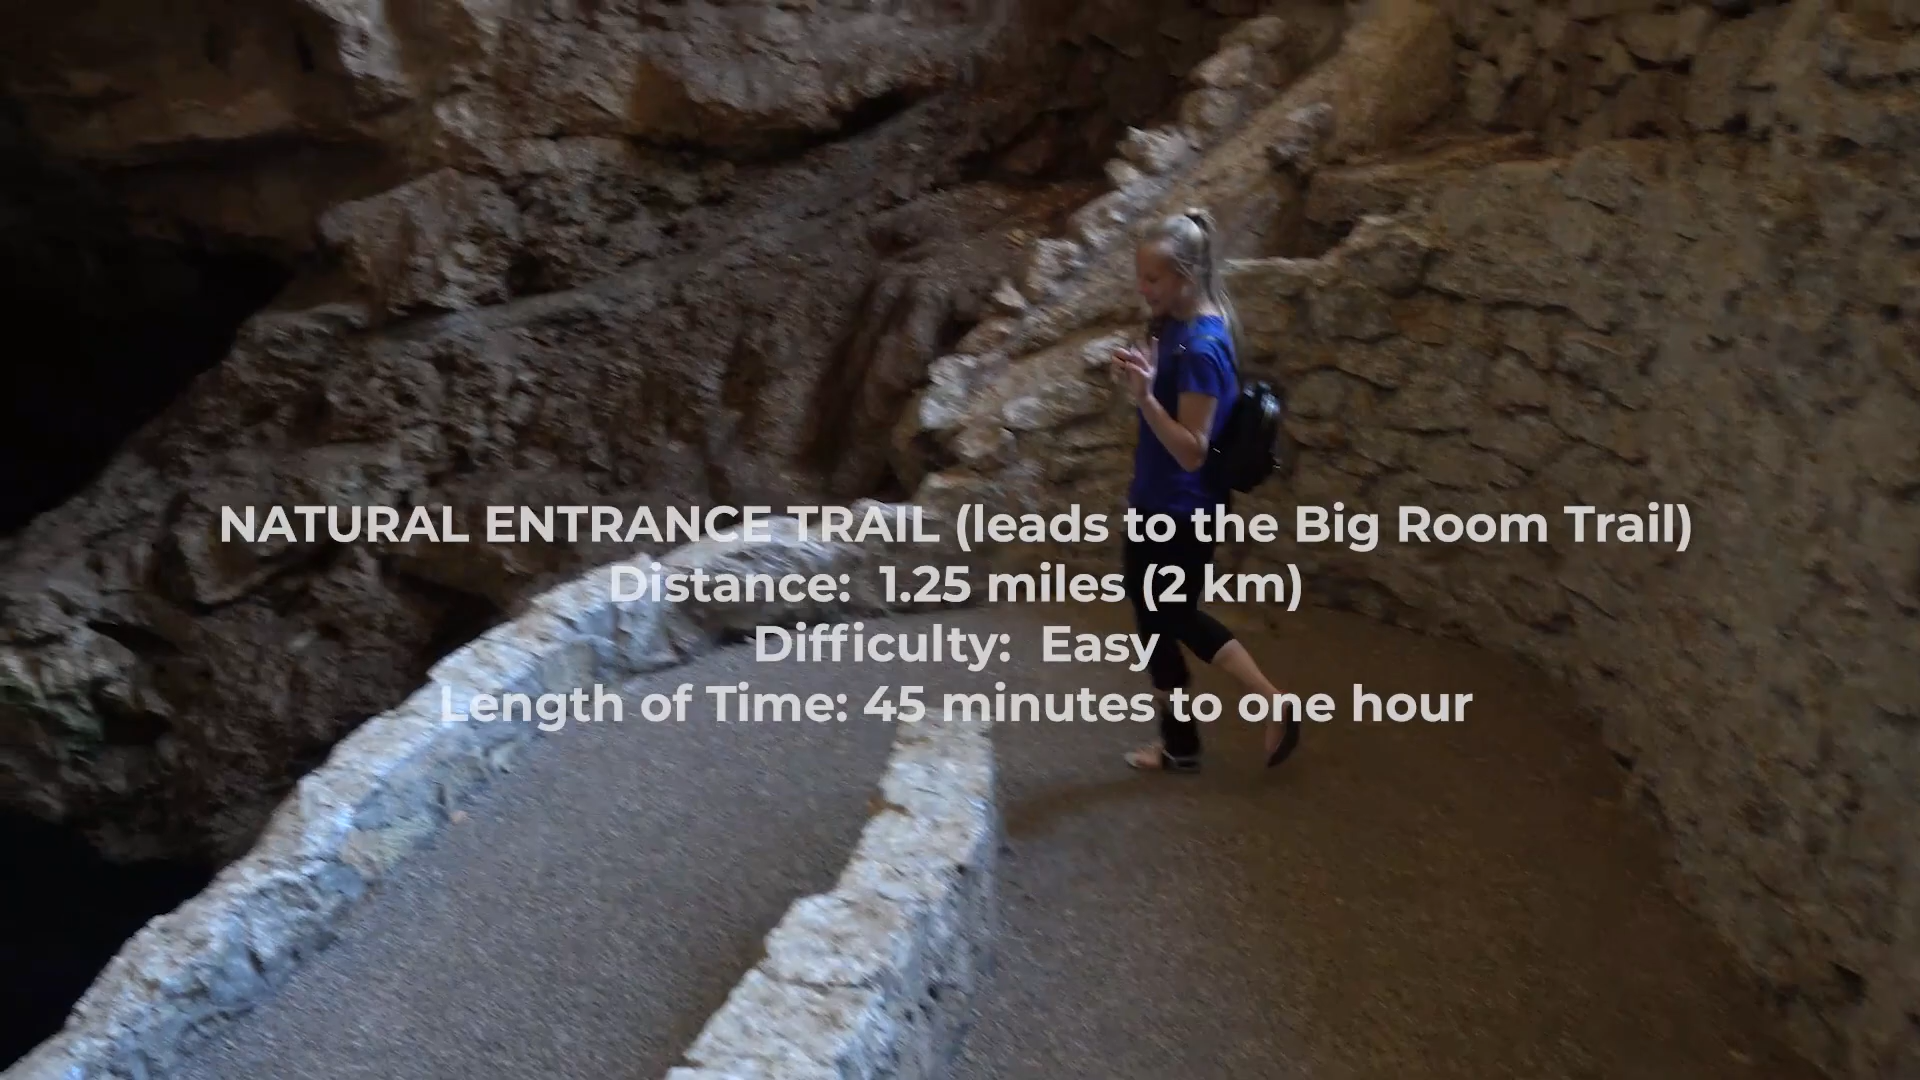 NATURAL ENTRANCE TRAIL (leads to the Big Room Trail)
Distance:  1.25 miles (2 km)
Difficulty:  Easy
Length of Time: 45 minutes to one hour